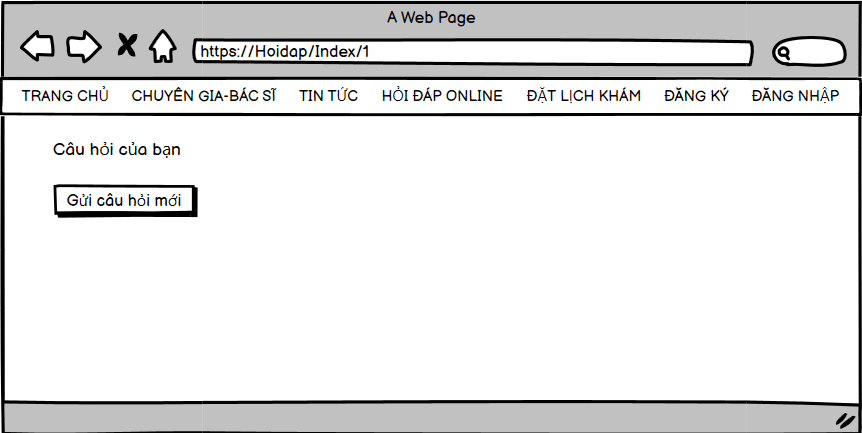 A Web Page
https://Hoidap/Index/1
TRANG CHỦ CHUYÊN GIA-BÁC SĨ TIN TỨC HỎI ĐÁP ONLINE ĐẶT LỊCH KHÁM ĐĂNG KÝ ĐĂNG NHẬP
Câu hỏi của bạn
Gửi câu hỏi mới